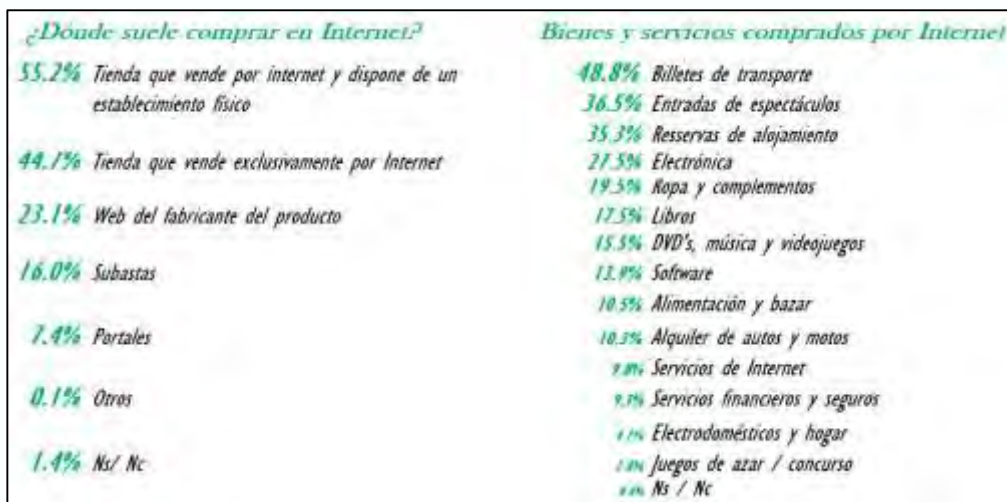 ¿Dónde suele comprar en Internet?
55.2% Tienda que vende por internet y dispone de un
establecimiento físico
44.7% Tienda que vende exclusivamente por Internet
23.1% Web del fabricante del producto
16.0% Subastas
7.4% Portales
0.1% Otros
1.4% Ns/ Nc
Bienes y servicios comprados por Internet
48.8% Billetes de transporte
36.5% Entradas de espectáculos
35.3% Resservas de alojamiento
27.5% Electrónica
19.5% Ropa y complementos
17.5% Libros
15.5% DVD's, música y videojuegos
13.9% Software
10.5% Alimentación y bazar
10.3% Alquiler de autos y motos
Servicios de Internet
Servicios financieros y seguros
Electrodomésticos y hogar
Juegos de azar / concurso
Ns / Nc